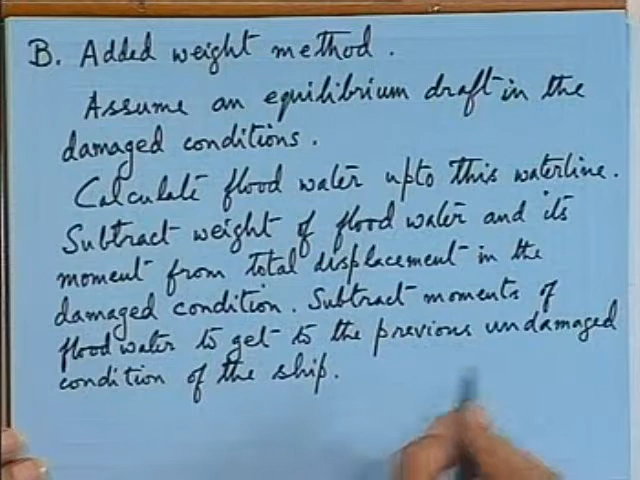 B. Added weight method.
Assume an equilibrium draft in the
damaged conditions.
Calculate flood water upto this waterline.
Subtract weight of flood water and its
moment from total displacement in the
damaged condition. Subtract moments of
flood water to get to the previous undamaged
condition of the ship.